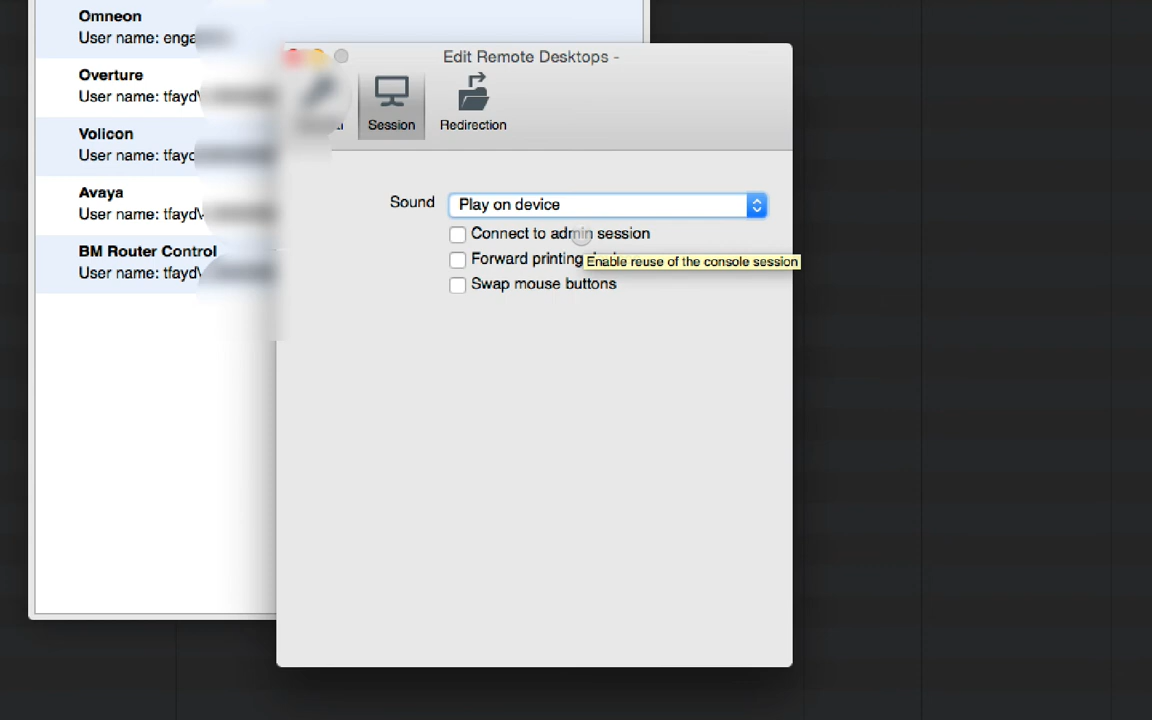 Omneon
User name: enga
Overture
User name: tfayd\
Volicon
User name: tfayd
Avaya
User name: tfayd\
BM Router Control
User name: tfayd\
Edit Remote Desktops -
Session
Redirection
Sound
Play on device
Connect to admin session
Forward printing
Enable reuse of the console session
Swap mouse buttons